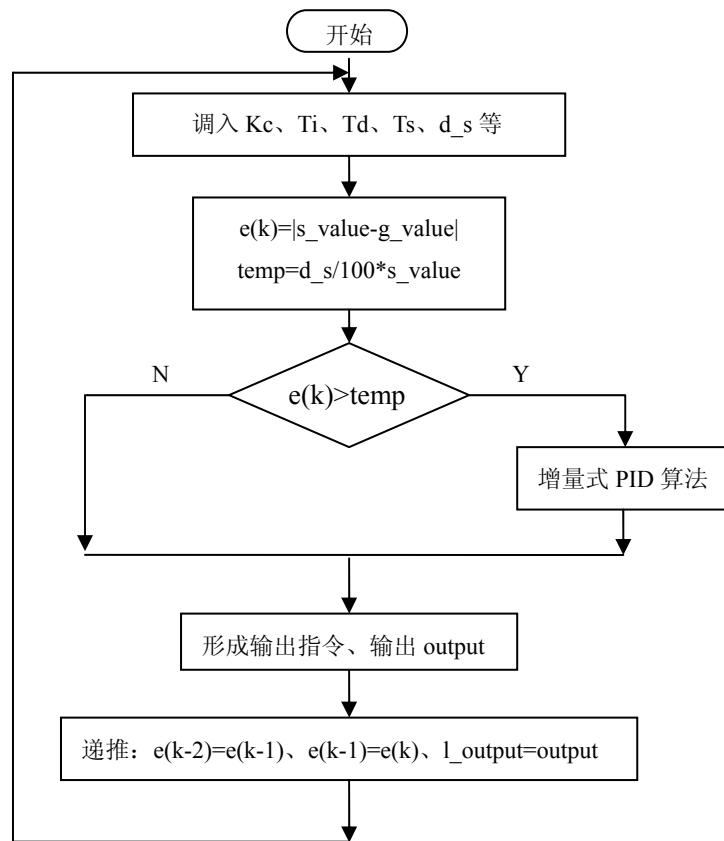 开始
调入 Kc、Ti、Td、Ts、d_s 等
e(k)=|s_value-g_value|
temp=d_s/100*s_value
N
Y
e(k)>temp
增量式 PID 算法
形成输出指令、输出 output
递推：e(k-2)=e(k-1)、e(k-1)=e(k)、l_output=output